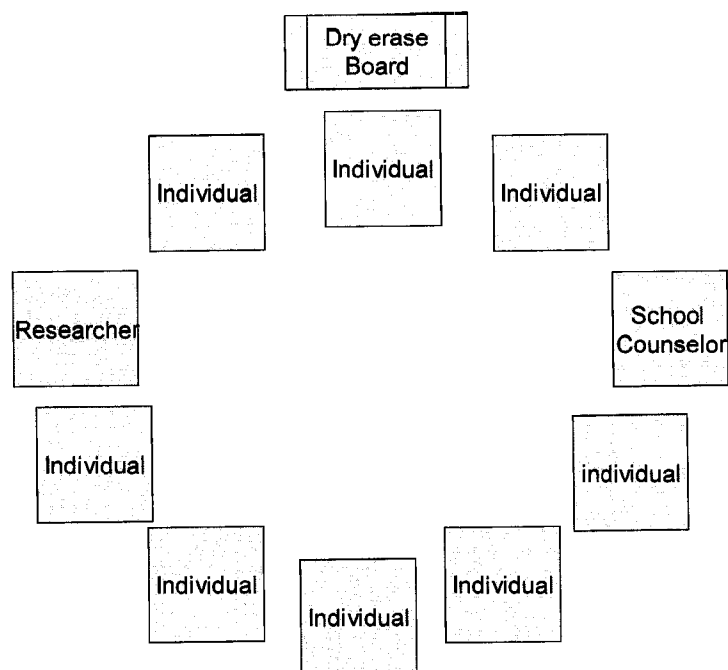 Dry erase
Board
Individual
Individual
Individual
Researcher
School
Counselor
Individual
individual
Individual
Individual
Individual